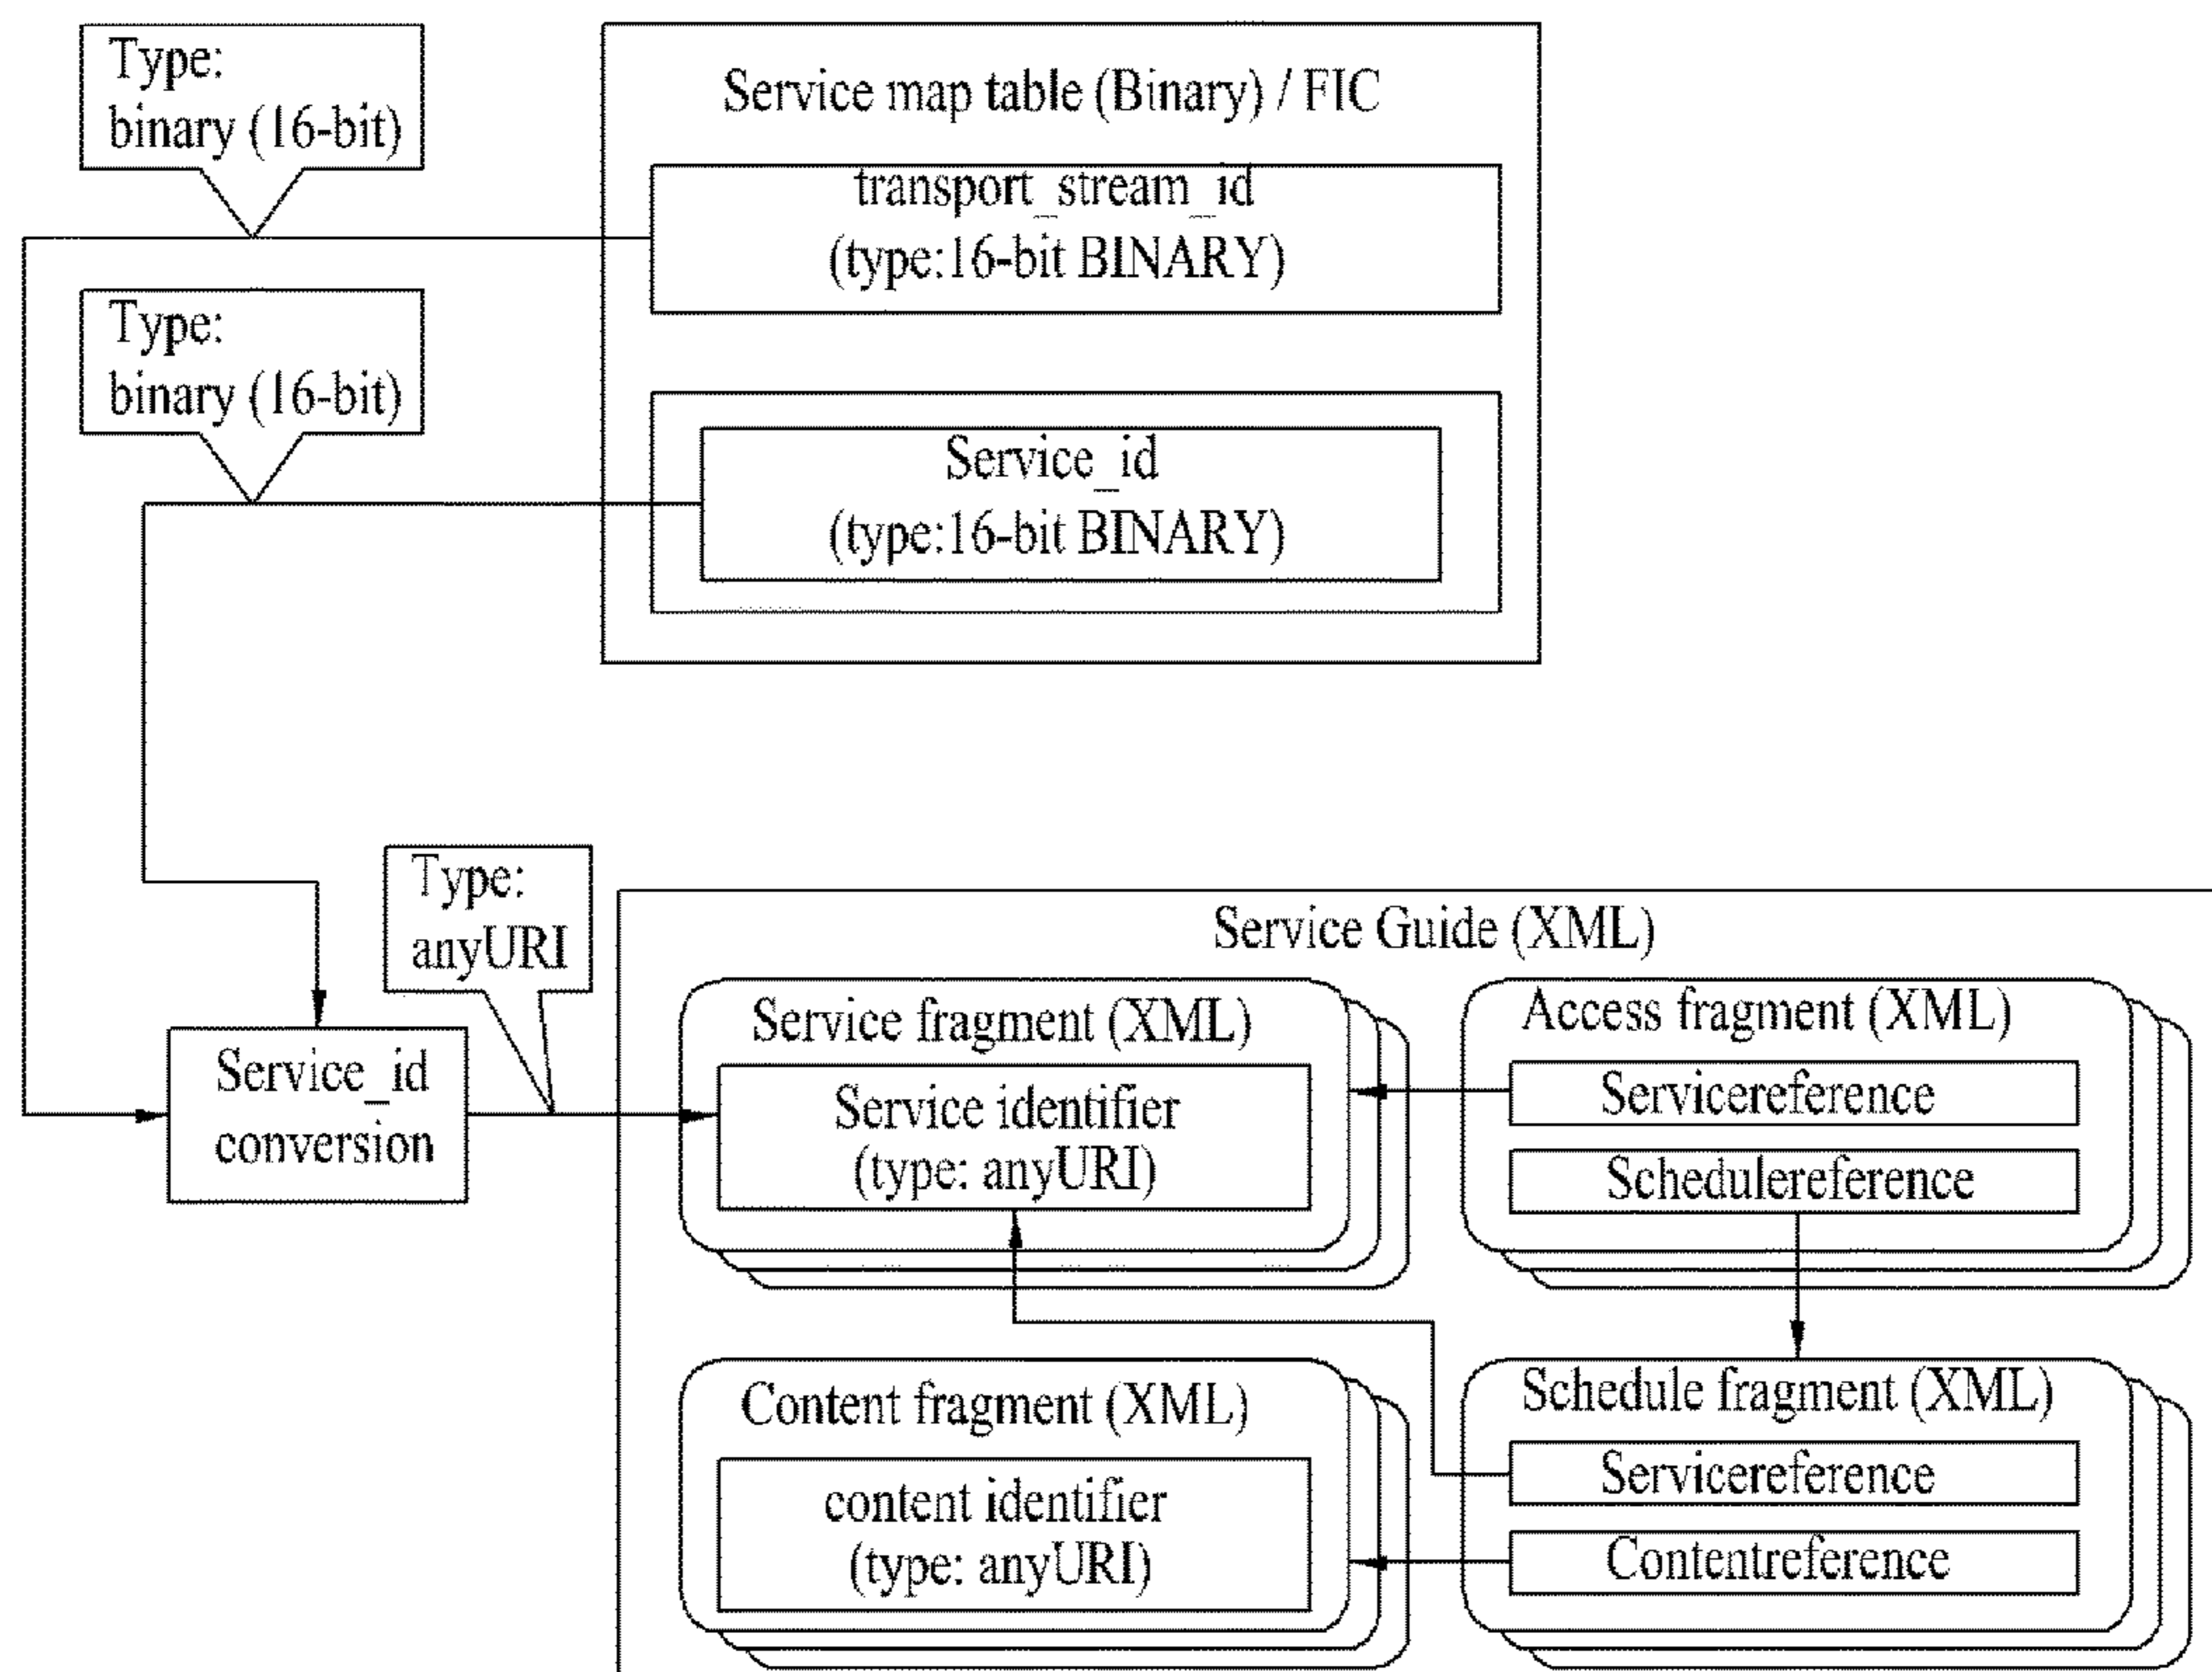 Type:
binary (16-bit)
Service map table (Binary) / FIC
transport_stream_id
(type:16-bit BINARY)
Type:
binary (16-bit)
Service_id
(type:16-bit BINARY)
Type:
anyURI
Service_id
conversion
Service Guide (XML)
Service fragment (XML)
Service identifier
(type: anyURI)
Access fragment (XML)
Servicereference
Schedulereference
Content fragment (XML)
content identifier
(type: anyURI)
Schedule fragment (XML)
Servicereference
Contentreference